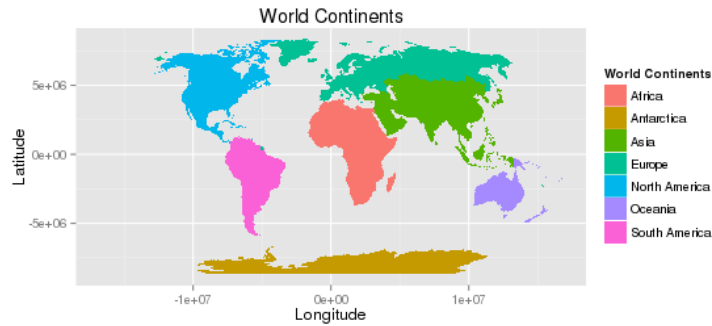 World Continents
Latitude
5e+06
0e+00
-5e+06
-1e+07
0e+00
1e+07
Longitude
World Continents
Africa
Antarctica
Asia
Europe
North America
Oceania
South America